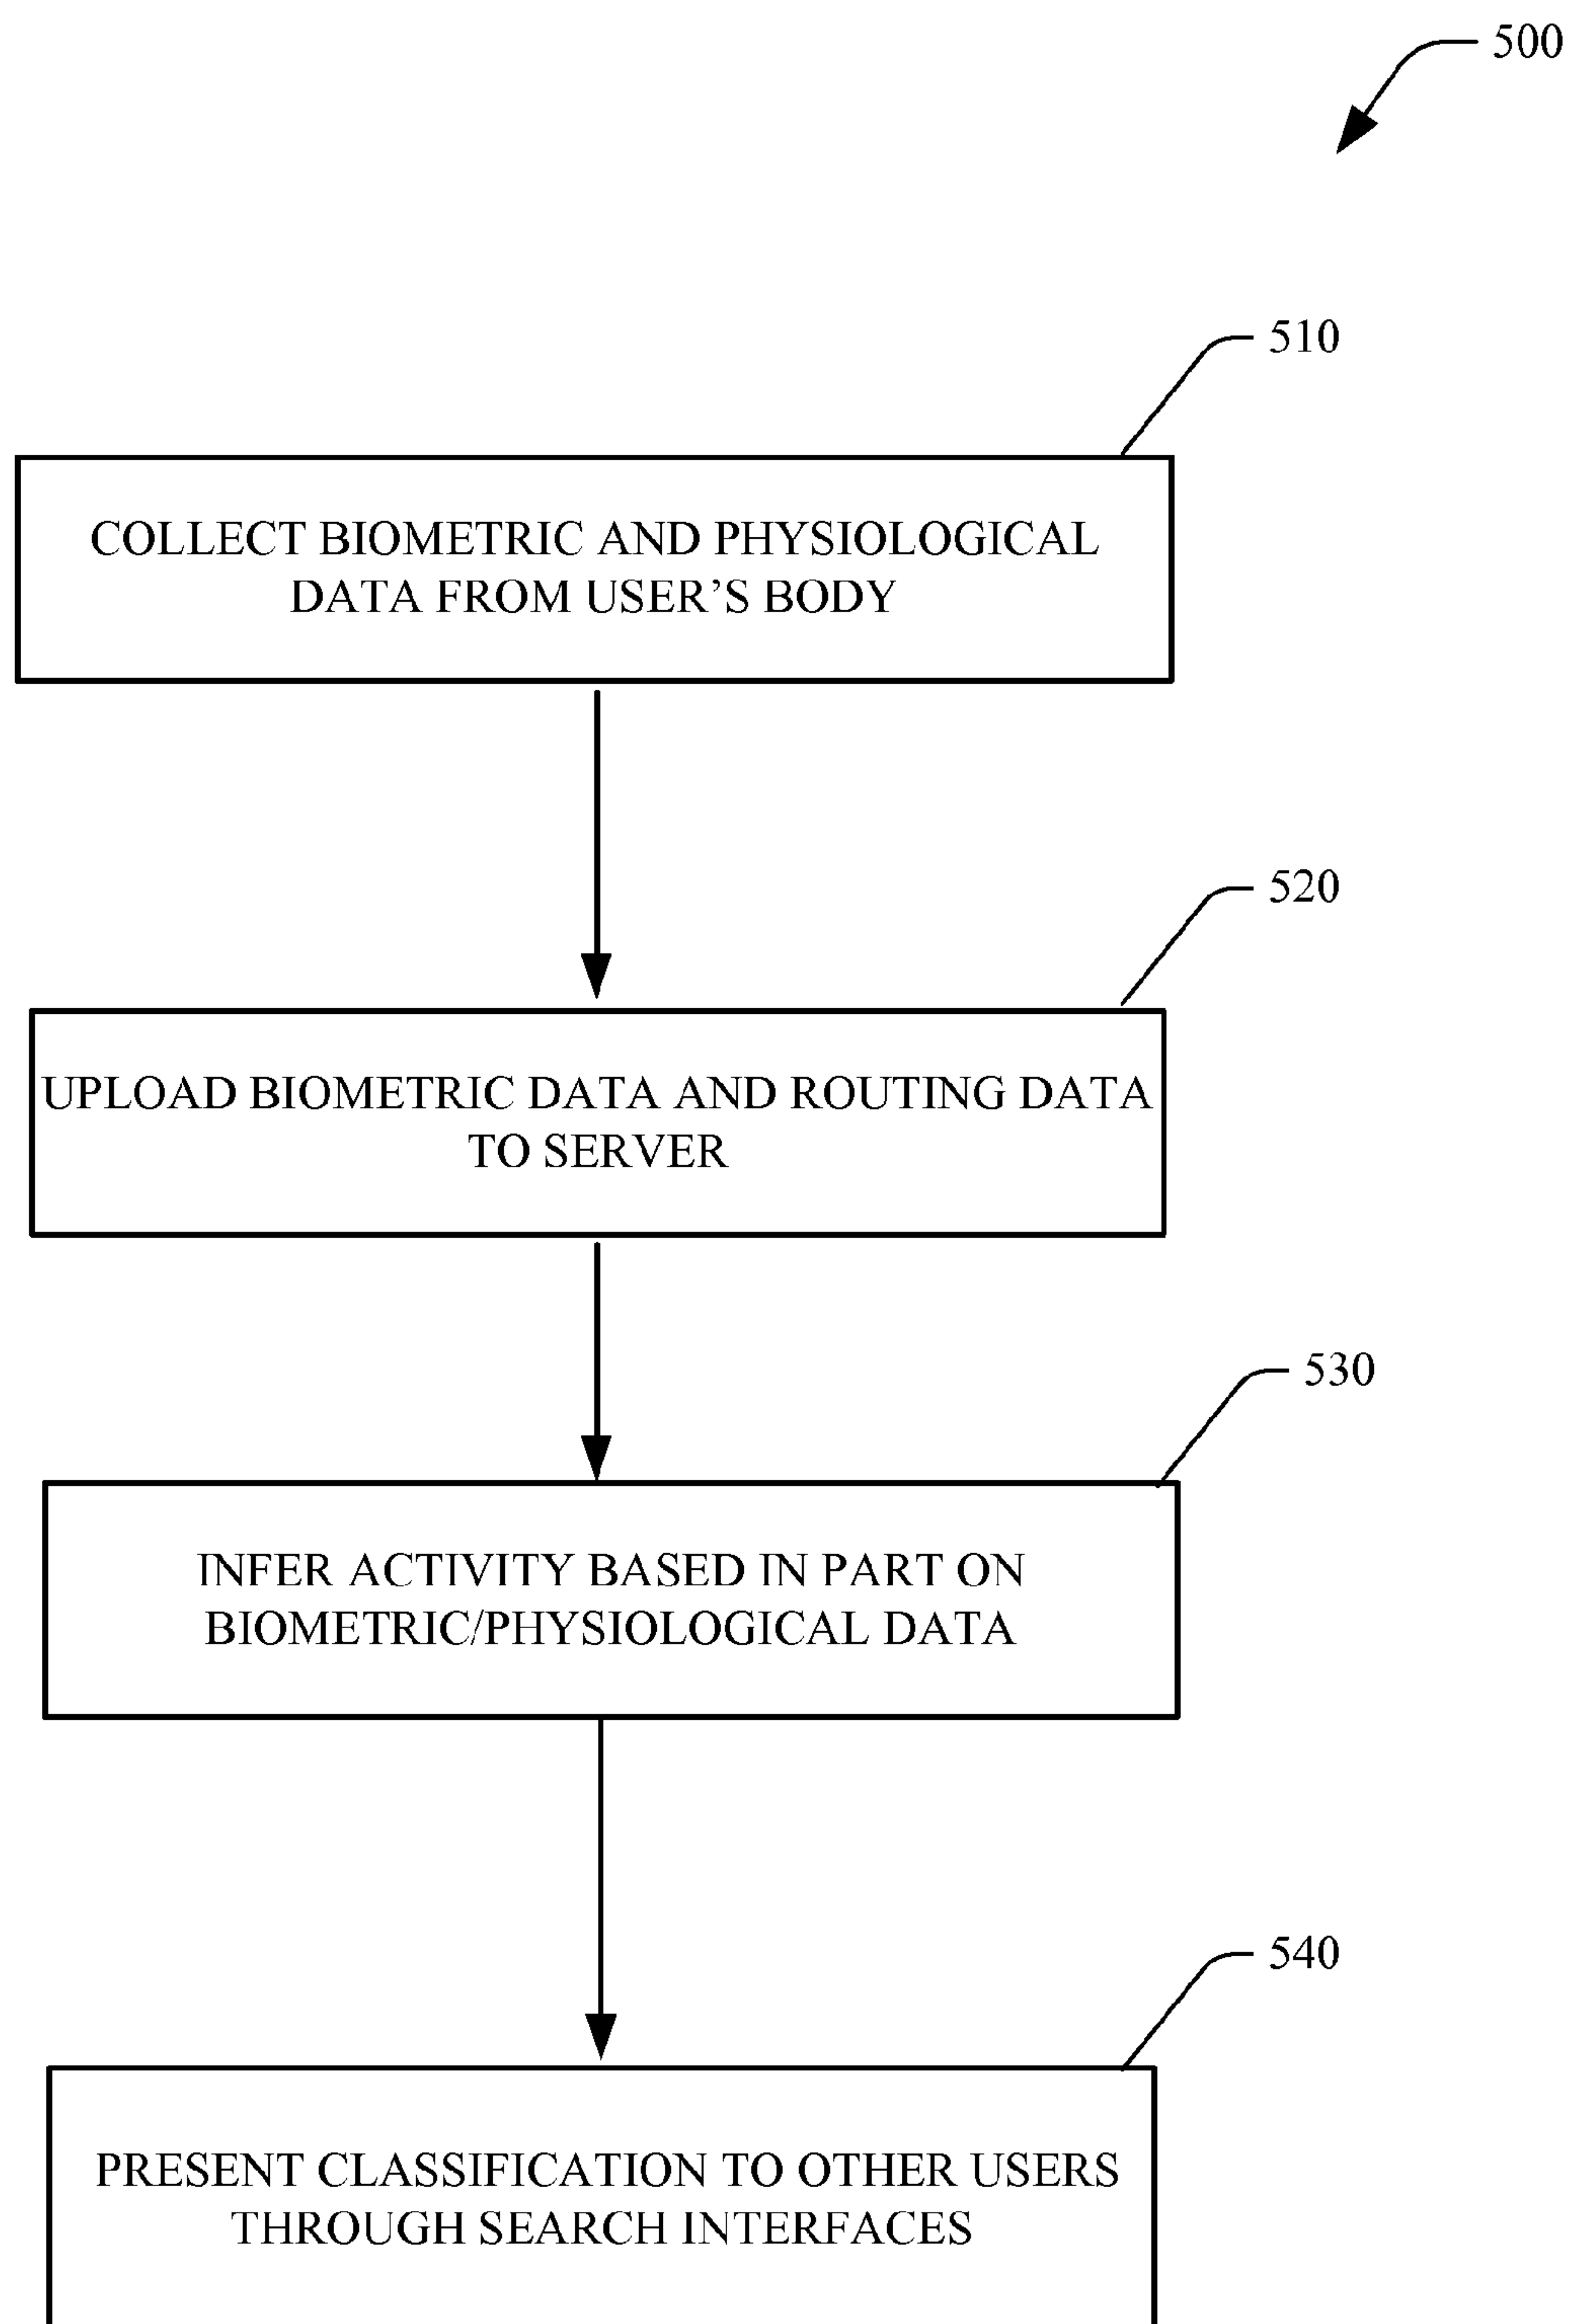 500
510
COLLECT BIOMETRIC AND PHYSIOLOGICAL
DATA FROM USER’S BODY
520
UPLOAD BIOMETRIC DATA AND ROUTING DATA
TO SERVER
530
INFER ACTIVITY BASED IN PART ON
BIOMETRIC/PHYSIOLOGICAL DATA
540
PRESENT CLASSIFICATION TO OTHER USERS
THROUGH SEARCH INTERFACES